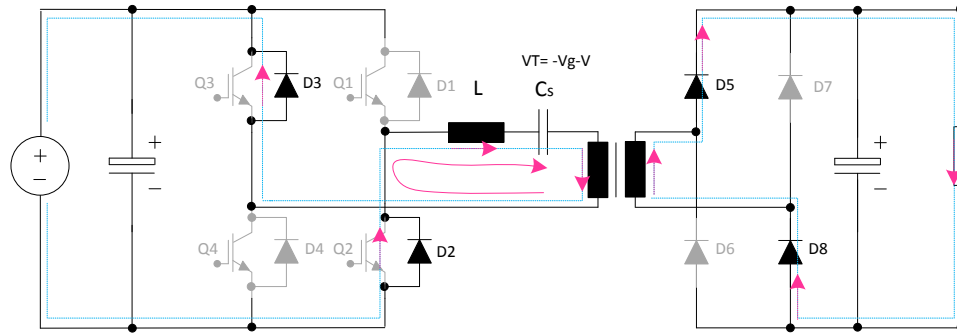 VT= -Vg-V
Q3
D3
Q1
D1
L
Cs
D5
D7
+
−
+
−
+
−
Q4
D4
Q2
D2
D6
D8